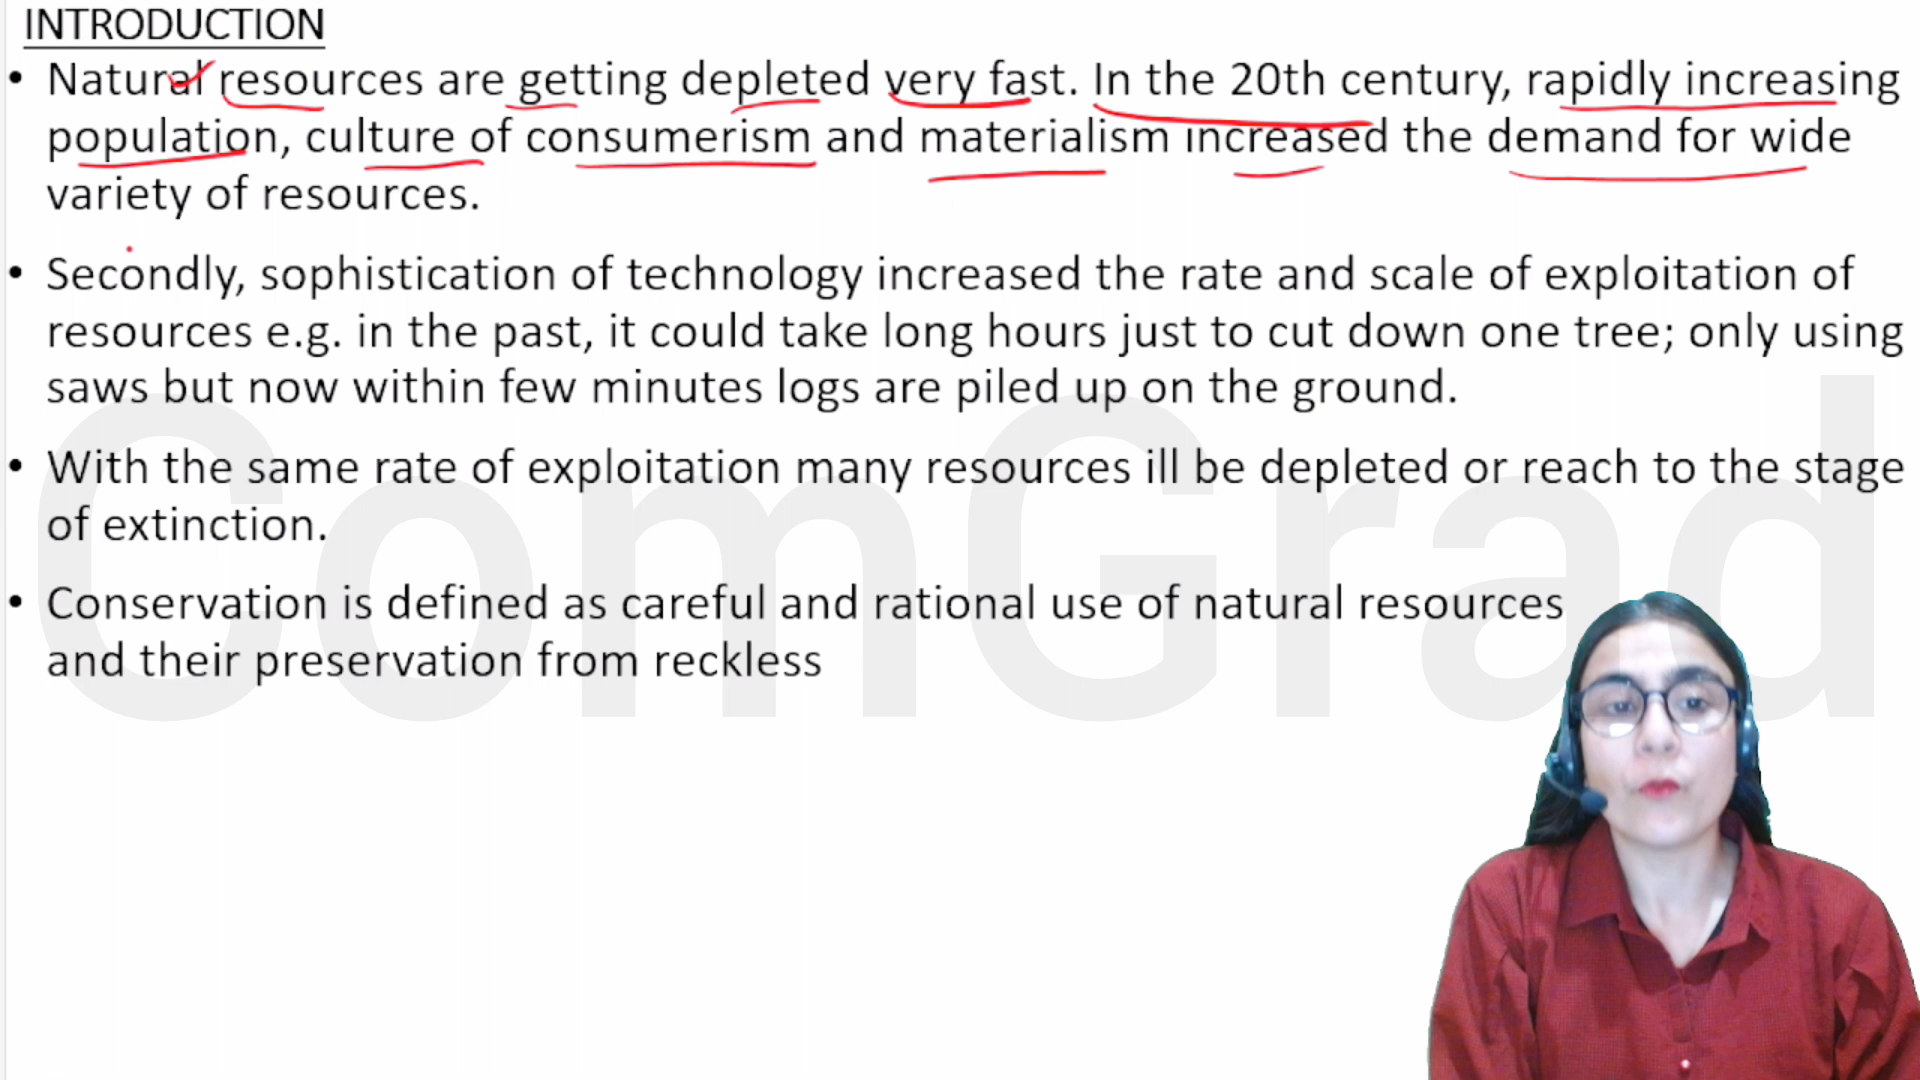 INTRODUCTION
• Natural resources are getting depleted very fast. In the 20th century, rapidly increasing
population, culture of consumerism and materialism increased the demand for wide
variety of resources.
• Secondly, sophistication of technology increased the rate and scale of exploitation of
resources e.g. in the past, it could take long hours just to cut down one tree; only using
saws but now within few minutes logs are piled up on the ground.
• With the same rate of exploitation many resources ill be depleted or reach to the stage
of extinction.
• Conservation is defined as careful and rational use of natural resources
and their preservation from reckless
ComGrad